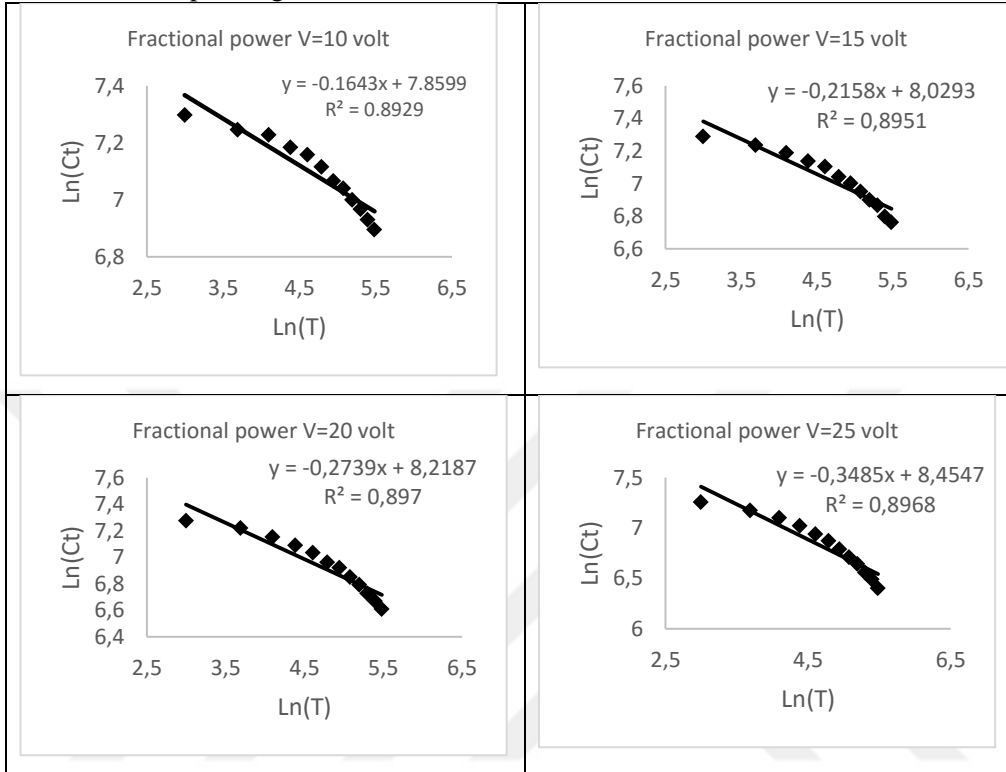 Fractional power V=10 volt
y = -0.1643x + 7.8599
R² = 0.8929
Ln(Ct)
7,4
7,2
7
6,8
2,5 3,5 4,5 5,5 6,5
Ln(T)
Fractional power V=15 volt
y = -0,2158x + 8,0293
R² = 0,8951
Ln(Ct)
7,6
7,4
7,2
7
6,8
6,6
2,5 3,5 4,5 5,5 6,5
Ln(T)
Fractional power V=20 volt
y = -0,2739x + 8,2187
R² = 0,897
Ln(Ct)
7,6
7,4
7,2
7
6,8
6,6
6,4
2,5 3,5 4,5 5,5 6,5
Ln(T)
Fractional power V=25 volt
y = -0,3485x + 8,4547
R² = 0,8968
Ln(Ct)
7,5
7
6,5
6
2,5 4,5 6,5
Ln(T)